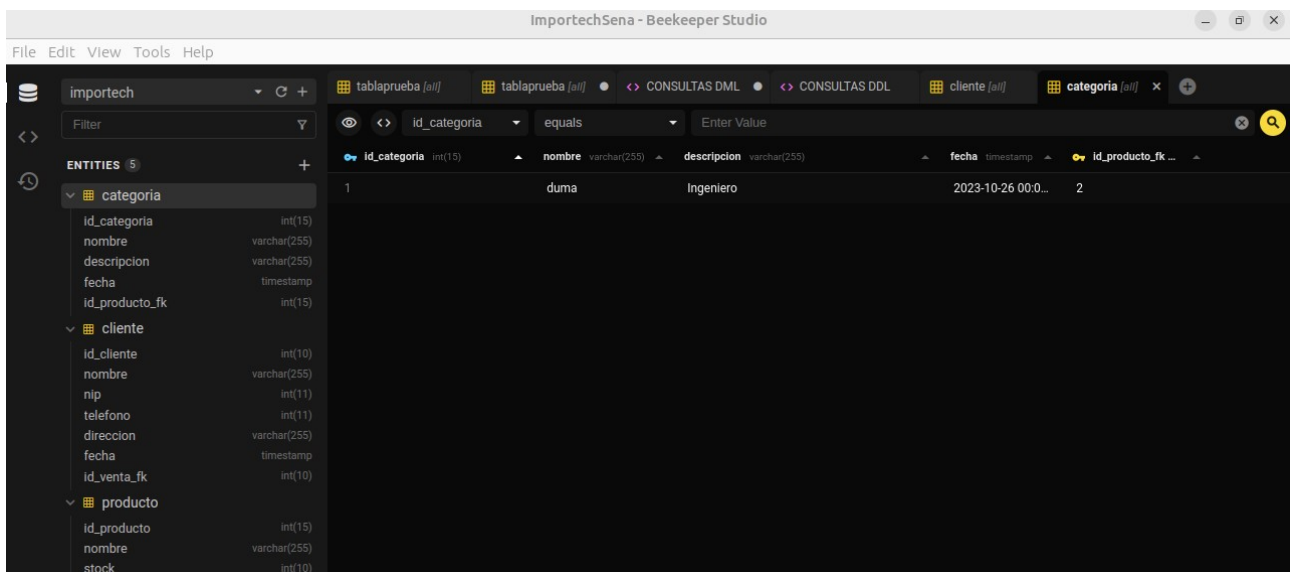 ImportechSena - Beekeeper Studio
File Edit View Tools Help
importech
tablaprueba [all] tablaprueba [all] CONSULTAS DML CONSULTAS DDL cliente [all] categoria [all]
Filter
id_categoria equals Enter Value
ENTITIES 5
id_categoria int(15) nombre varchar(255) descripcion varchar(255) fecha timestamp id_producto_fk ...
1 duma Ingeniero 2023-10-26 00:0... 2
categoria
id_categoria int(15)
nombre varchar(255)
descripcion varchar(255)
fecha timestamp
id_producto_fk int(15)
cliente
id_cliente int(10)
nombre varchar(255)
nip int(11)
telefono int(11)
direccion varchar(255)
fecha timestamp
id_venta_fk int(10)
producto
id_producto int(15)
nombre varchar(255)
stock int(10)